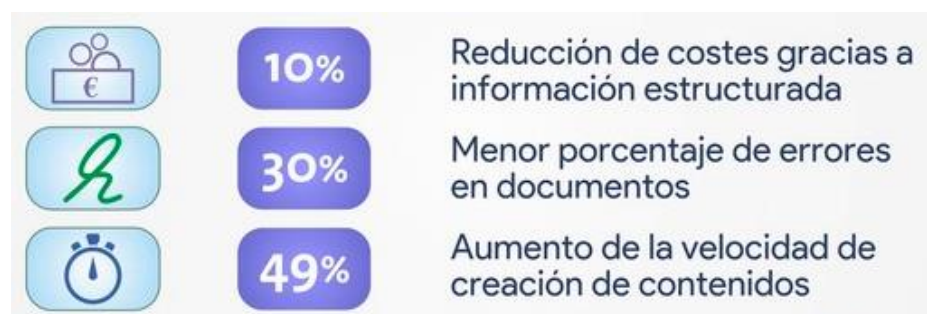 €
10%
Reducción de costes gracias a
información estructurada
30%
Menor porcentaje de errores
en documentos
49%
Aumento de la velocidad de
creación de contenidos